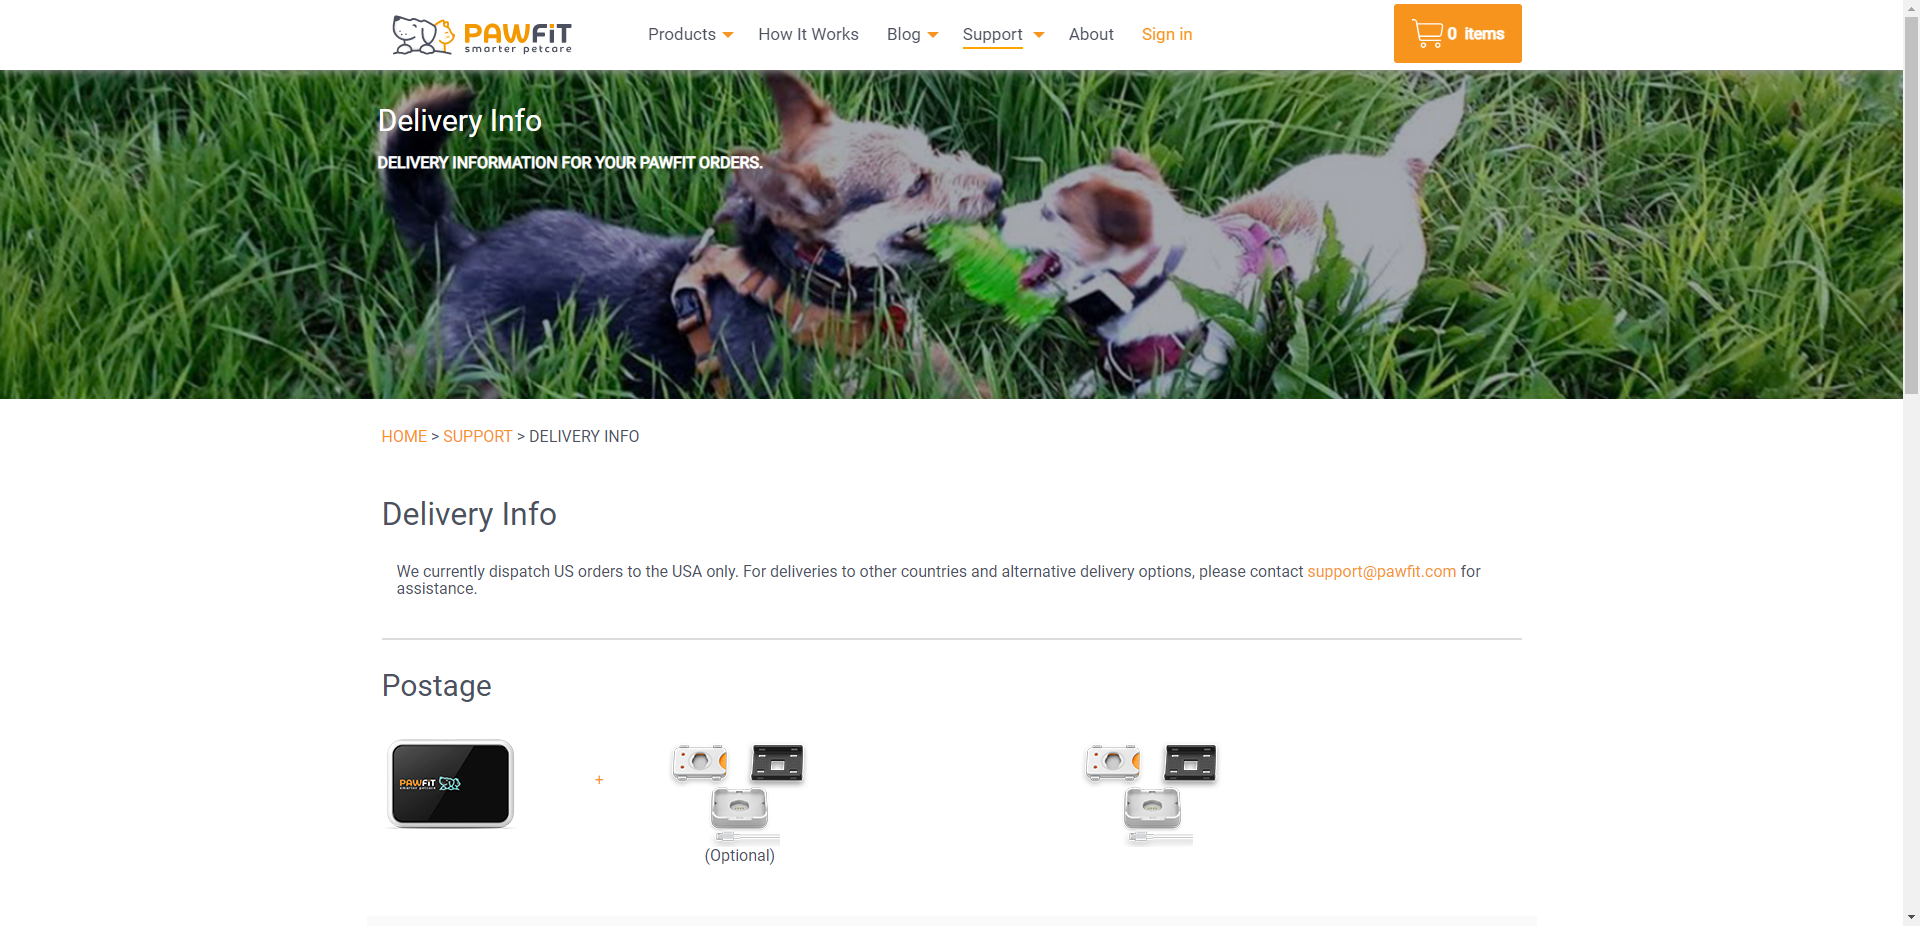 PAWFiT
smarter petcare
Products
How It Works
Blog
Support
About
Sign in
0 items
Delivery Info
DELIVERY INFORMATION FOR YOUR PAWFIT ORDERS.
HOME > SUPPORT > DELIVERY INFO
Delivery Info
We currently dispatch US orders to the USA only. For deliveries to other countries and alternative delivery options, please contact support@pawfit.com for
assistance.
Postage
PAWFiT
smarter petcare
+
(Optional)